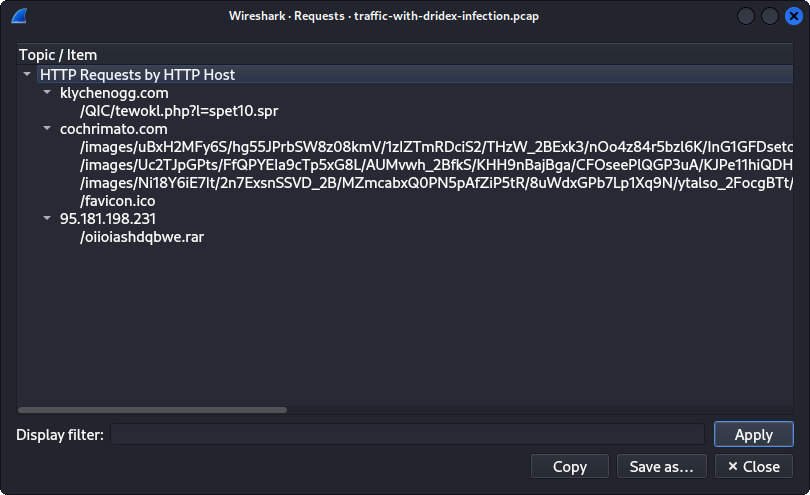 Wireshark · Requests · traffic-with-dridex-infection.pcap
Topic / Item
HTTP Requests by HTTP Host
klychenogg.com
/QIC/tewokl.php?l=spet10.spr
cochrimato.com
/images/uBxH2MFy6S/hg55JPrbSW8z08kmV/1zIZTmRDciS2/THzW_2BExk3/nOo4z84r5bzl6K/InG1GFDsetc
/images/Uc2TJpGPts/FfQPYEIa9cTp5xG8L/AUMvwh_2BfkS/KHH9nBajBga/CFOseePlQGP3uA/KJPe11hiQDH
/images/Ni18Y6iE7It/2n7ExsnSSVD_2B/MZmcabxQ0PN5pAfZiP5tR/8uWdxGPb7Lp1Xq9N/ytalso_2FocgBTt/
/favicon.ico
95.181.198.231
/oiioiashdqbwe.rar
Display filter:
Apply
Copy
Save as…
Close